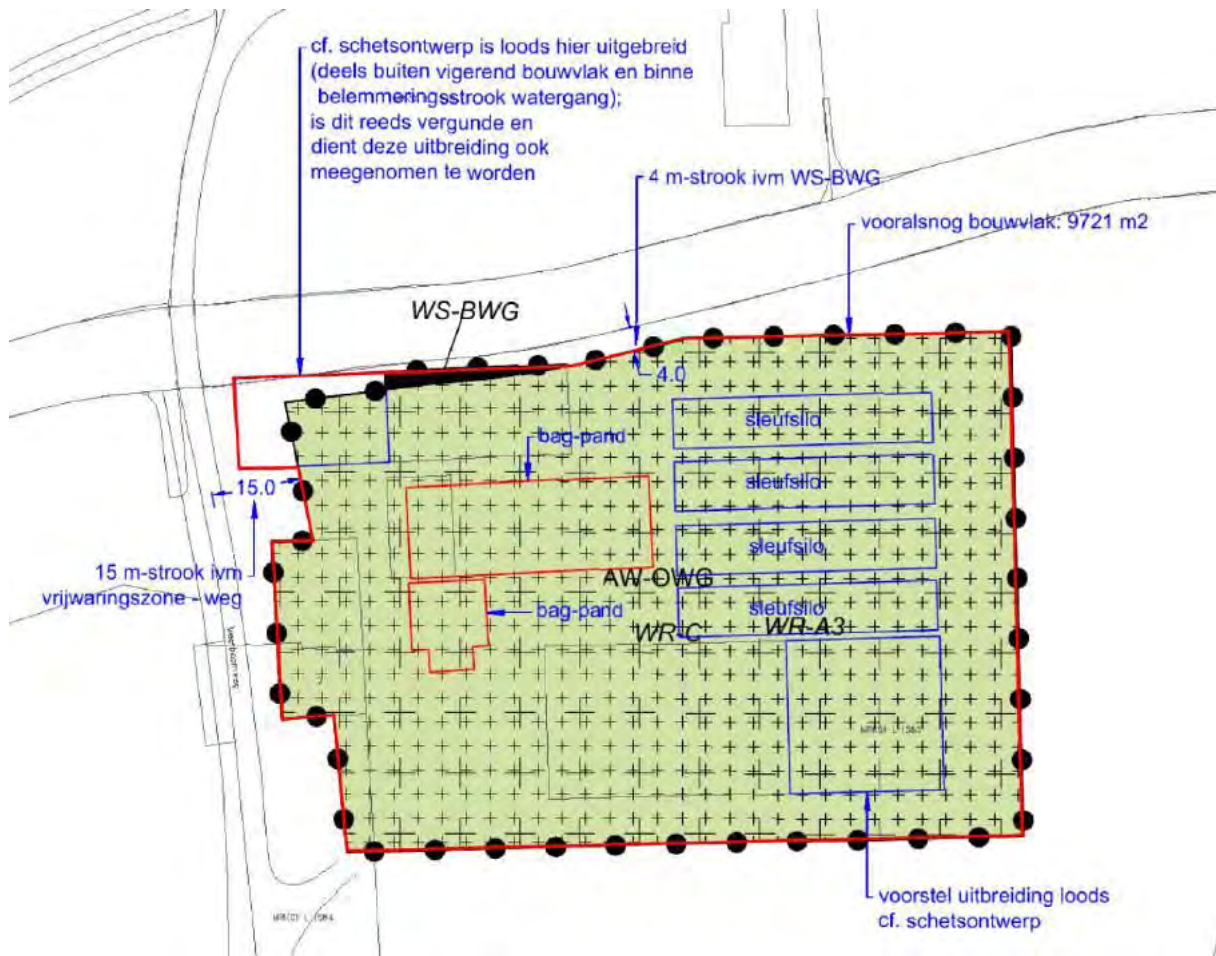 cf. schetsontwerp is loods hier uitgebreid
(deels buiten vigerend bouwvlak en binne
belemmeringsstrook watergang);
is dit reeds vergunde en
dient deze uitbreiding ook
meegenomen te worden
4 m-strook ivm WS-BWG
vooralsnog bouwvlak: 9721 m2
WS-BWG
4.0
sleufsilo
bag-pand
sleufsilo
15.0
sleufsilo
15 m-strook ivm
vrijwaringszone - weg
AW-OWG
bag-pand
sleufsilo
WR-C
WR-A3
voorstel uitbreiding loods
cf. schetsontwerp